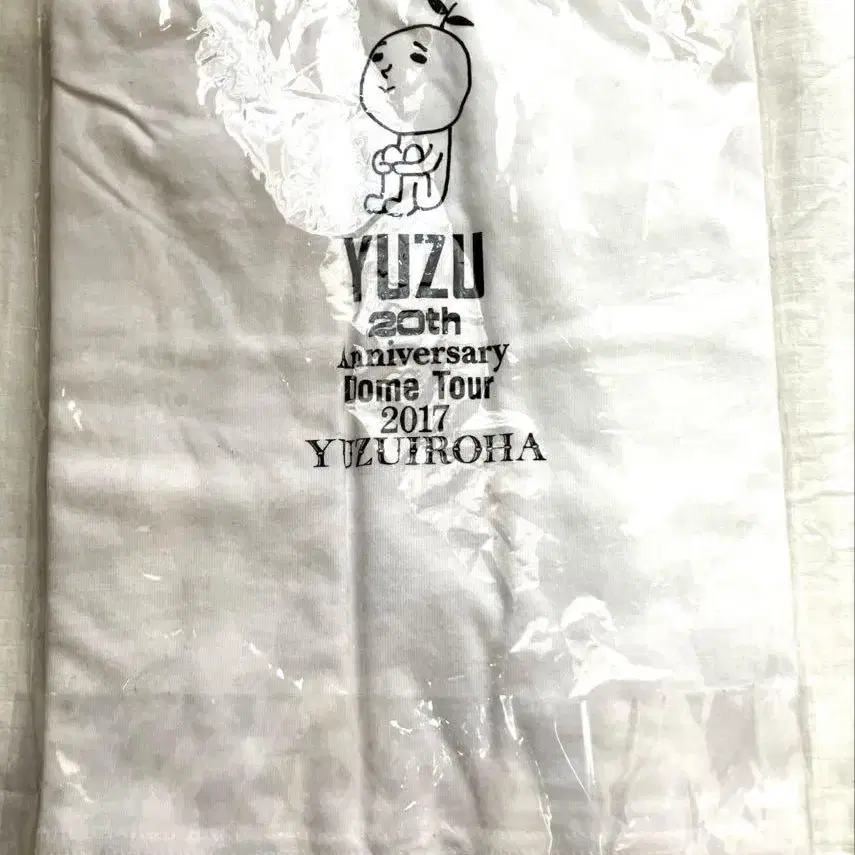 YUZU
20th
Anniversary
Dome Tour
2017
YUZUIROHA